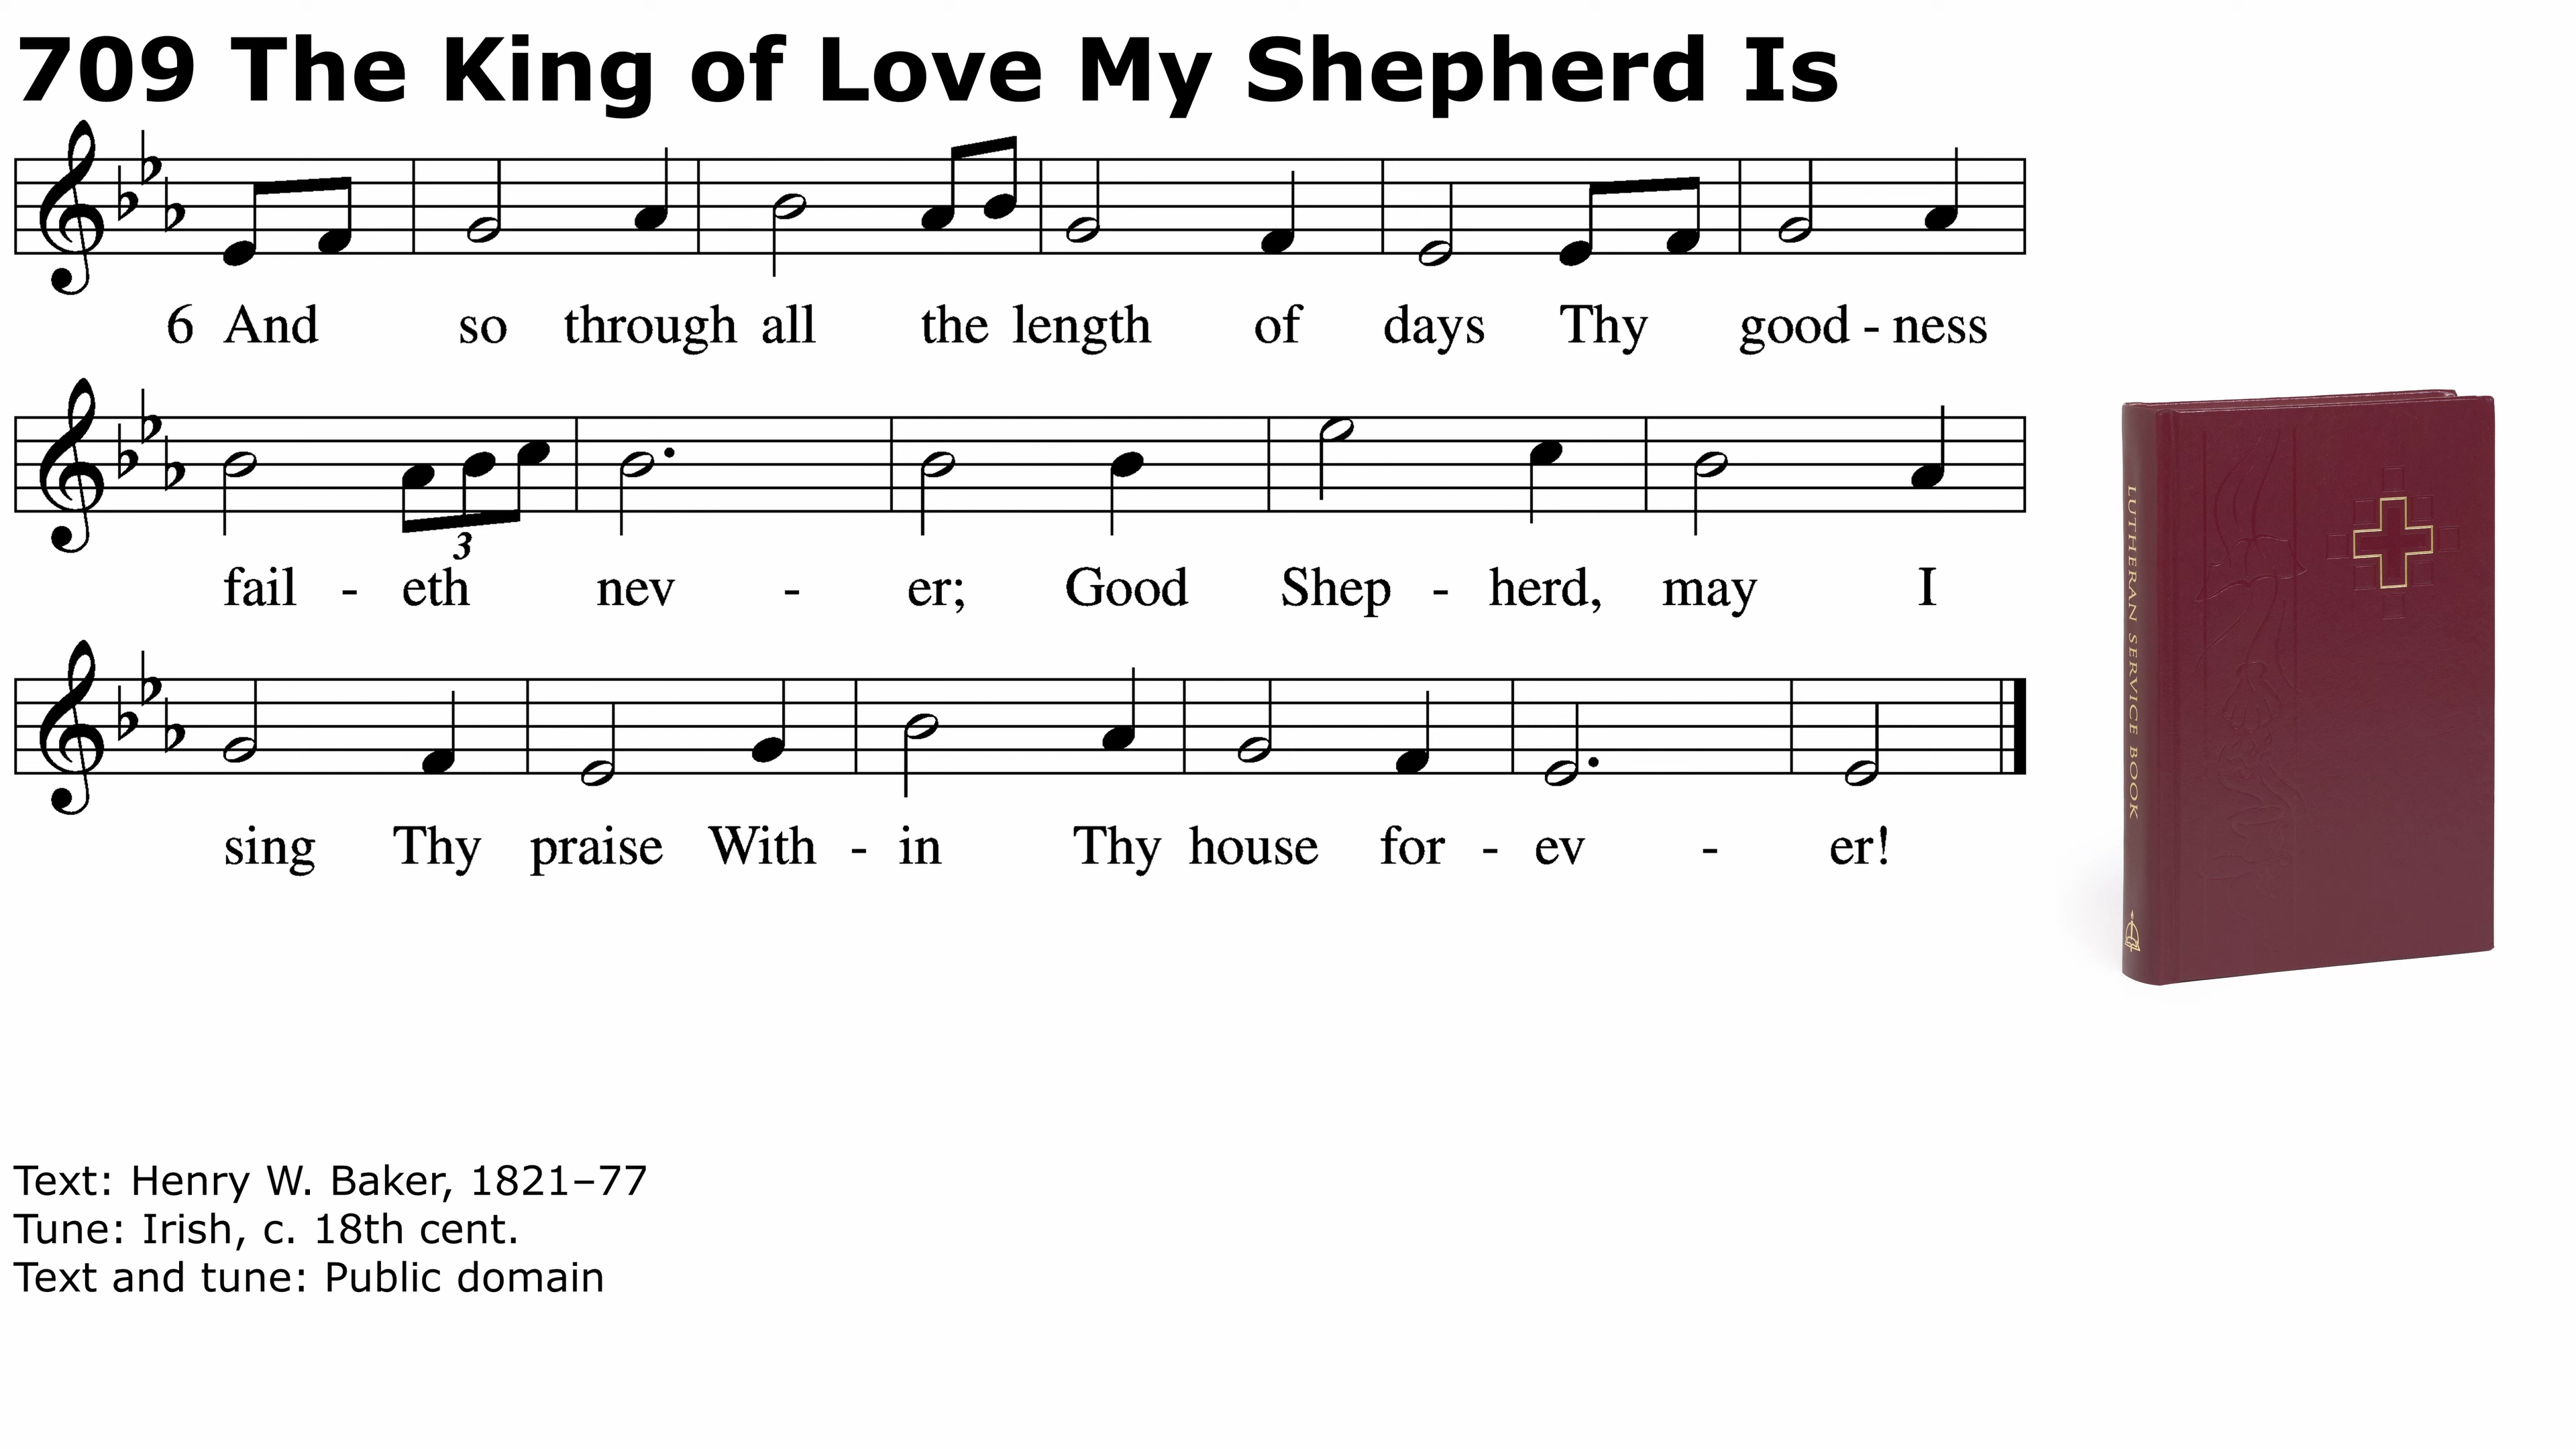 709 The King of Love My Shepherd Is
6 And so through all the length of days Thy good - ness
3
fail - eth nev - er; Good Shep - herd, may I
sing Thy praise With - in Thy house for - ev - er!
LUTHERAN SERVICE BOOK
Text: Henry W. Baker, 1821–77
Tune: Irish, c. 18th cent.
Text and tune: Public domain